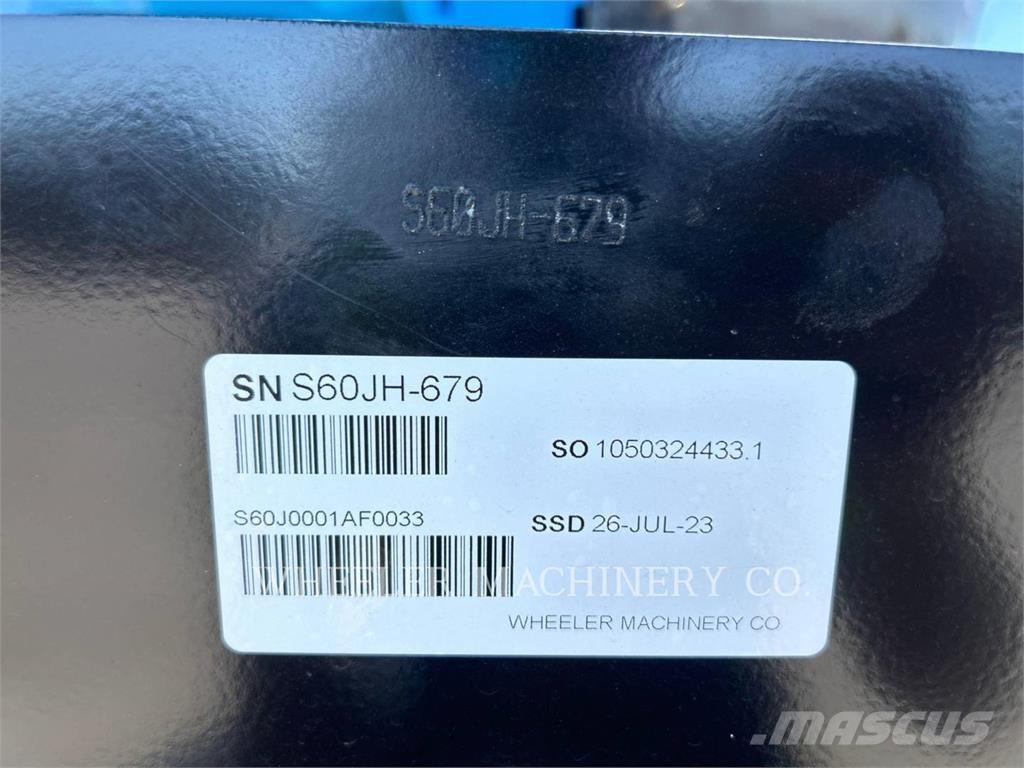 S60JH-679
SN S60JH-679
SO 1050324433.1
S60J0001AF0033
SSD 26-JUL-23
WHEELER MACHINERY CO.
WHEELER MACHINERY CO
MASCUS